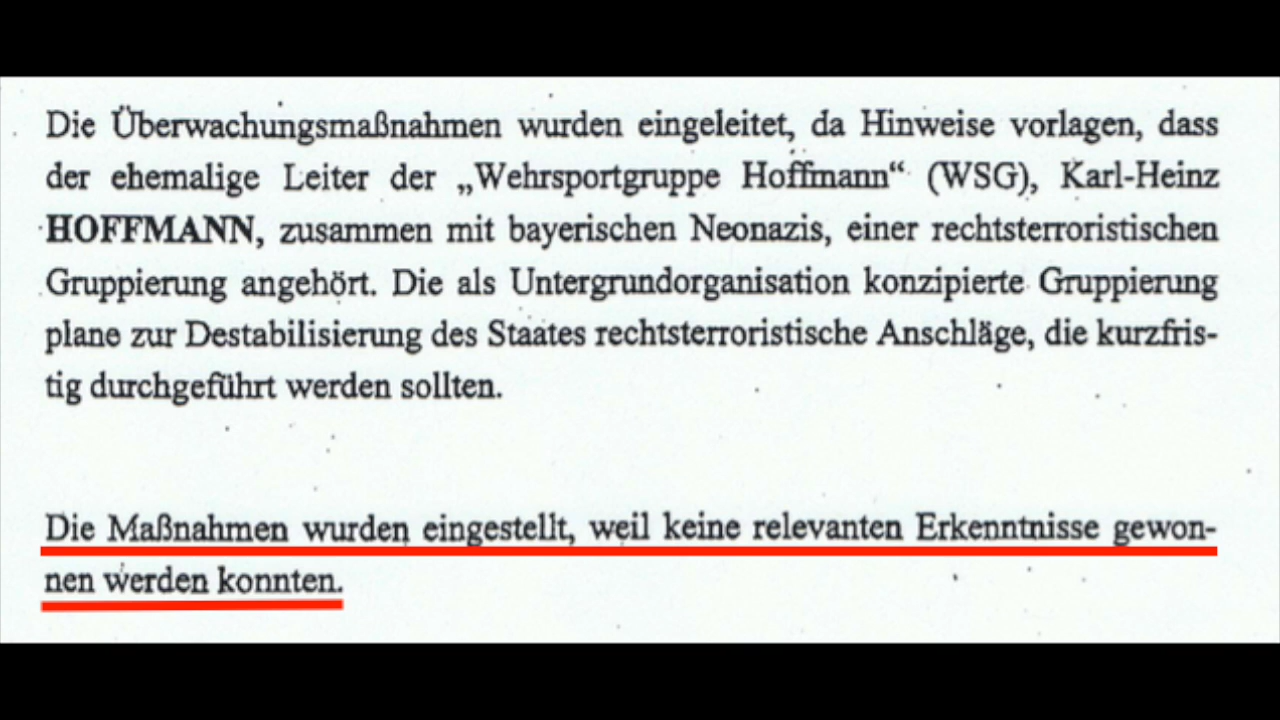 Die Überwachungsmaßnahmen wurden eingeleitet, da Hinweise vorlagen, dass
der ehemalige Leiter der „Wehrsportgruppe Hoffmann“ (WSG), Karl-Heinz
HOFFMANN, zusammen mit bayerischen Neonazis, einer rechtsterroristischen
Gruppierung angehört. Die als Untergrundorganisation konzipierte Gruppierung
plane zur Destabilisierung des Staates rechtsterroristische Anschläge, die kurzfris-
tig durchgeführt werden sollten.
Die Maßnahmen wurden eingestellt, weil keine relevanten Erkenntnisse gewon-
nen werden konnten.